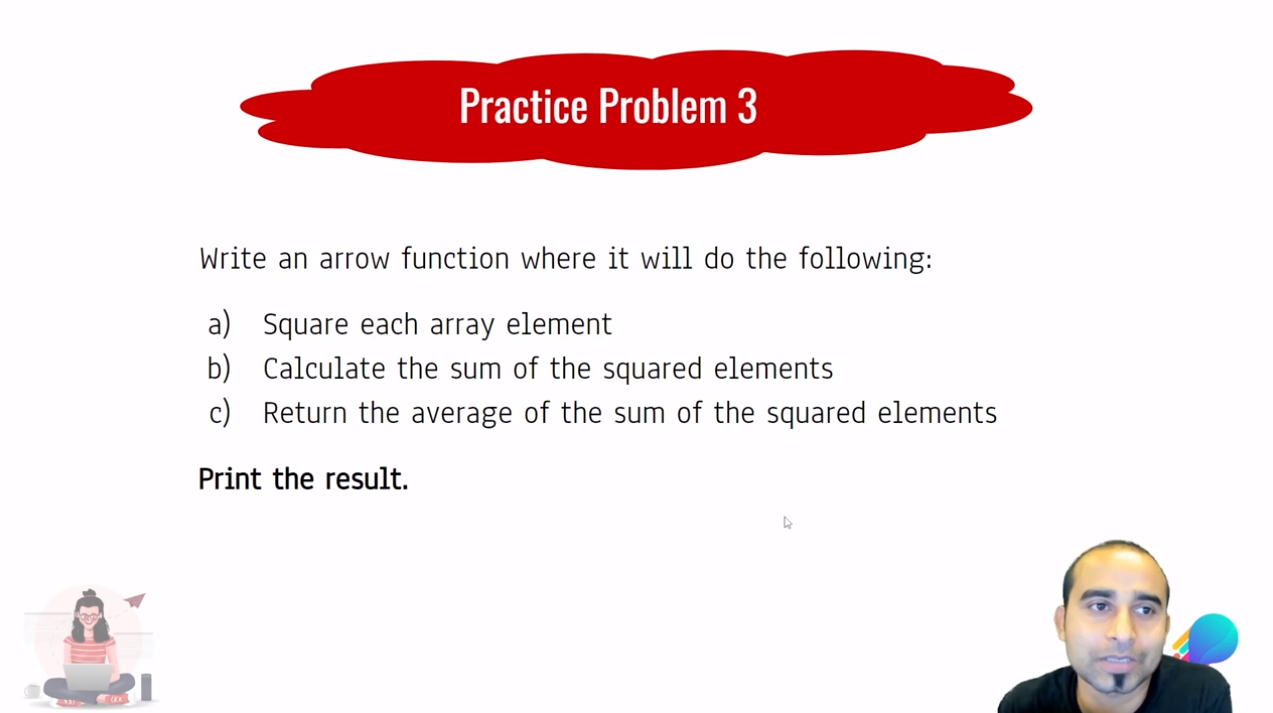 Practice Problem 3
Write an arrow function where it will do the following:
a) Square each array element
b) Calculate the sum of the squared elements
c) Return the average of the sum of the squared elements
Print the result.